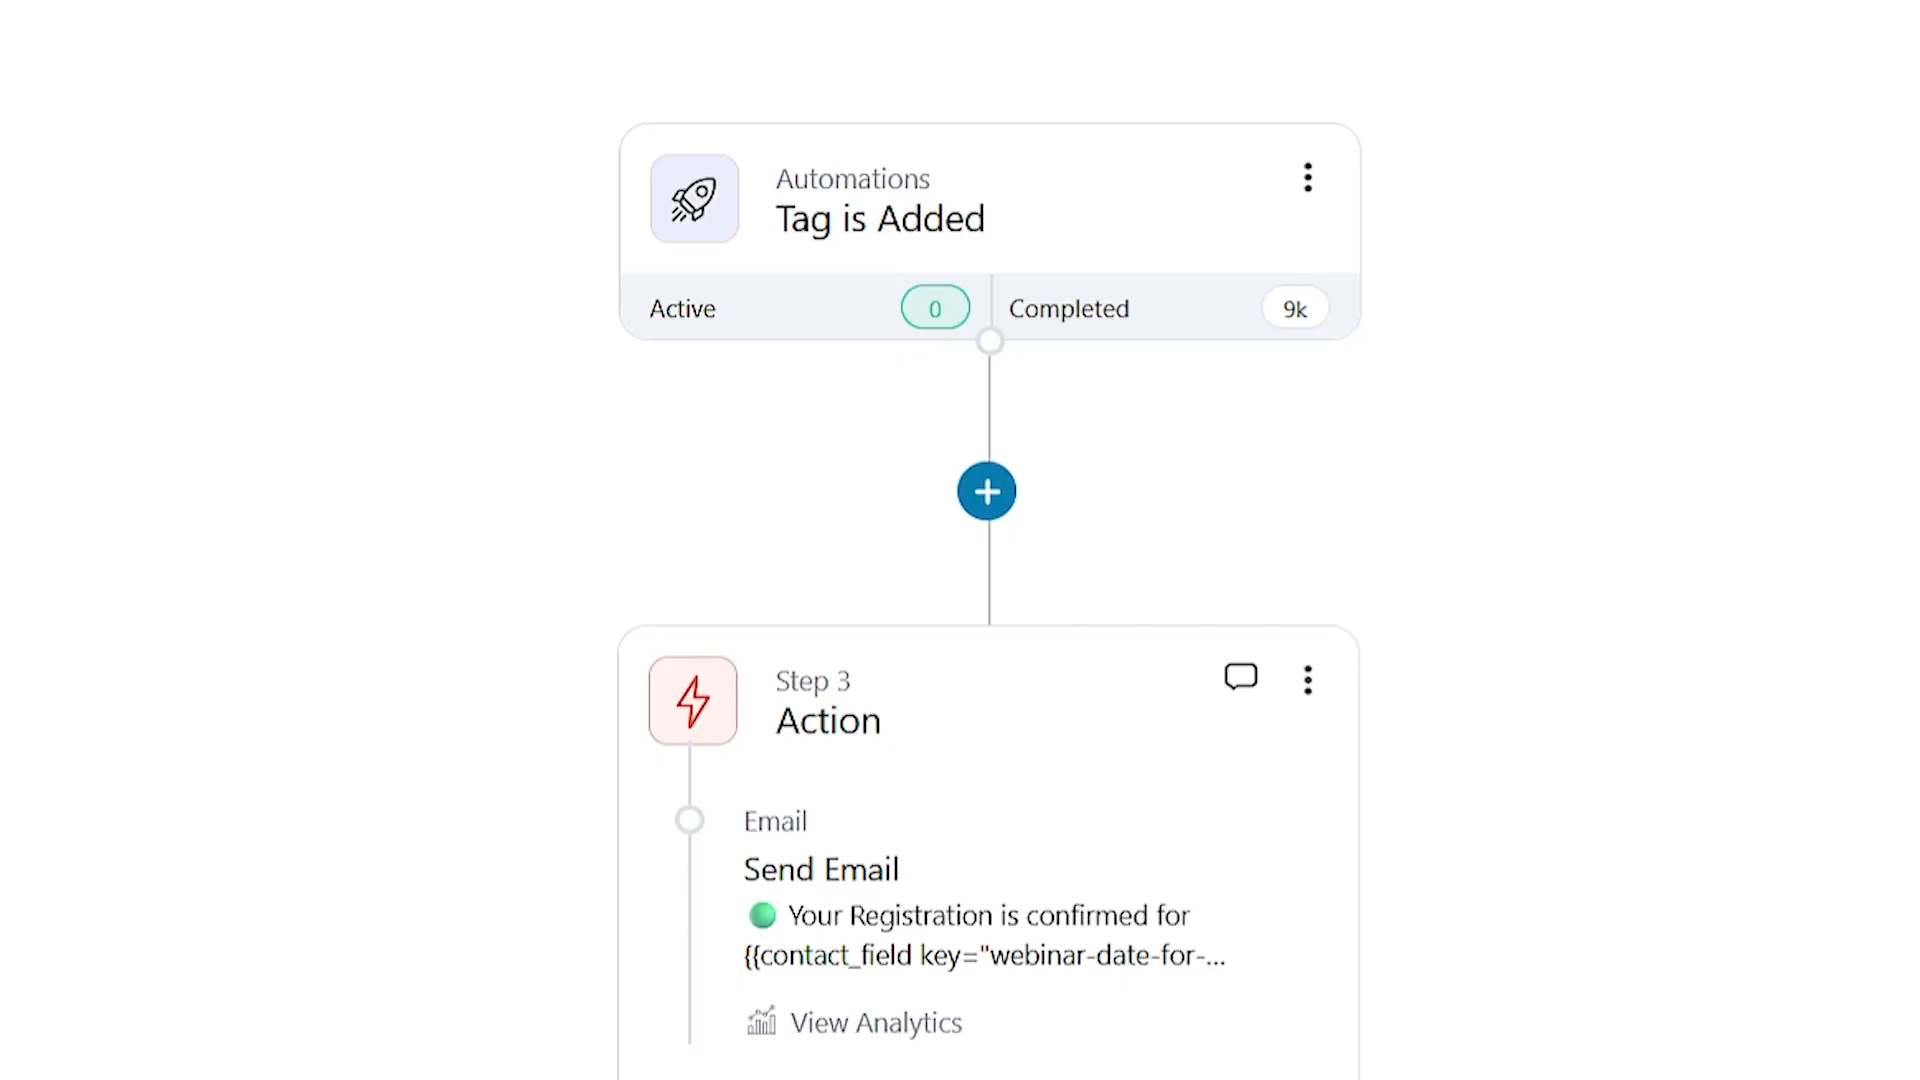 Automations
Tag is Added
Active 0 Completed 9k
Step 3
Action
Email
Send Email
Your Registration is confirmed for
{{contact_field key="webinar-date-for-...
View Analytics